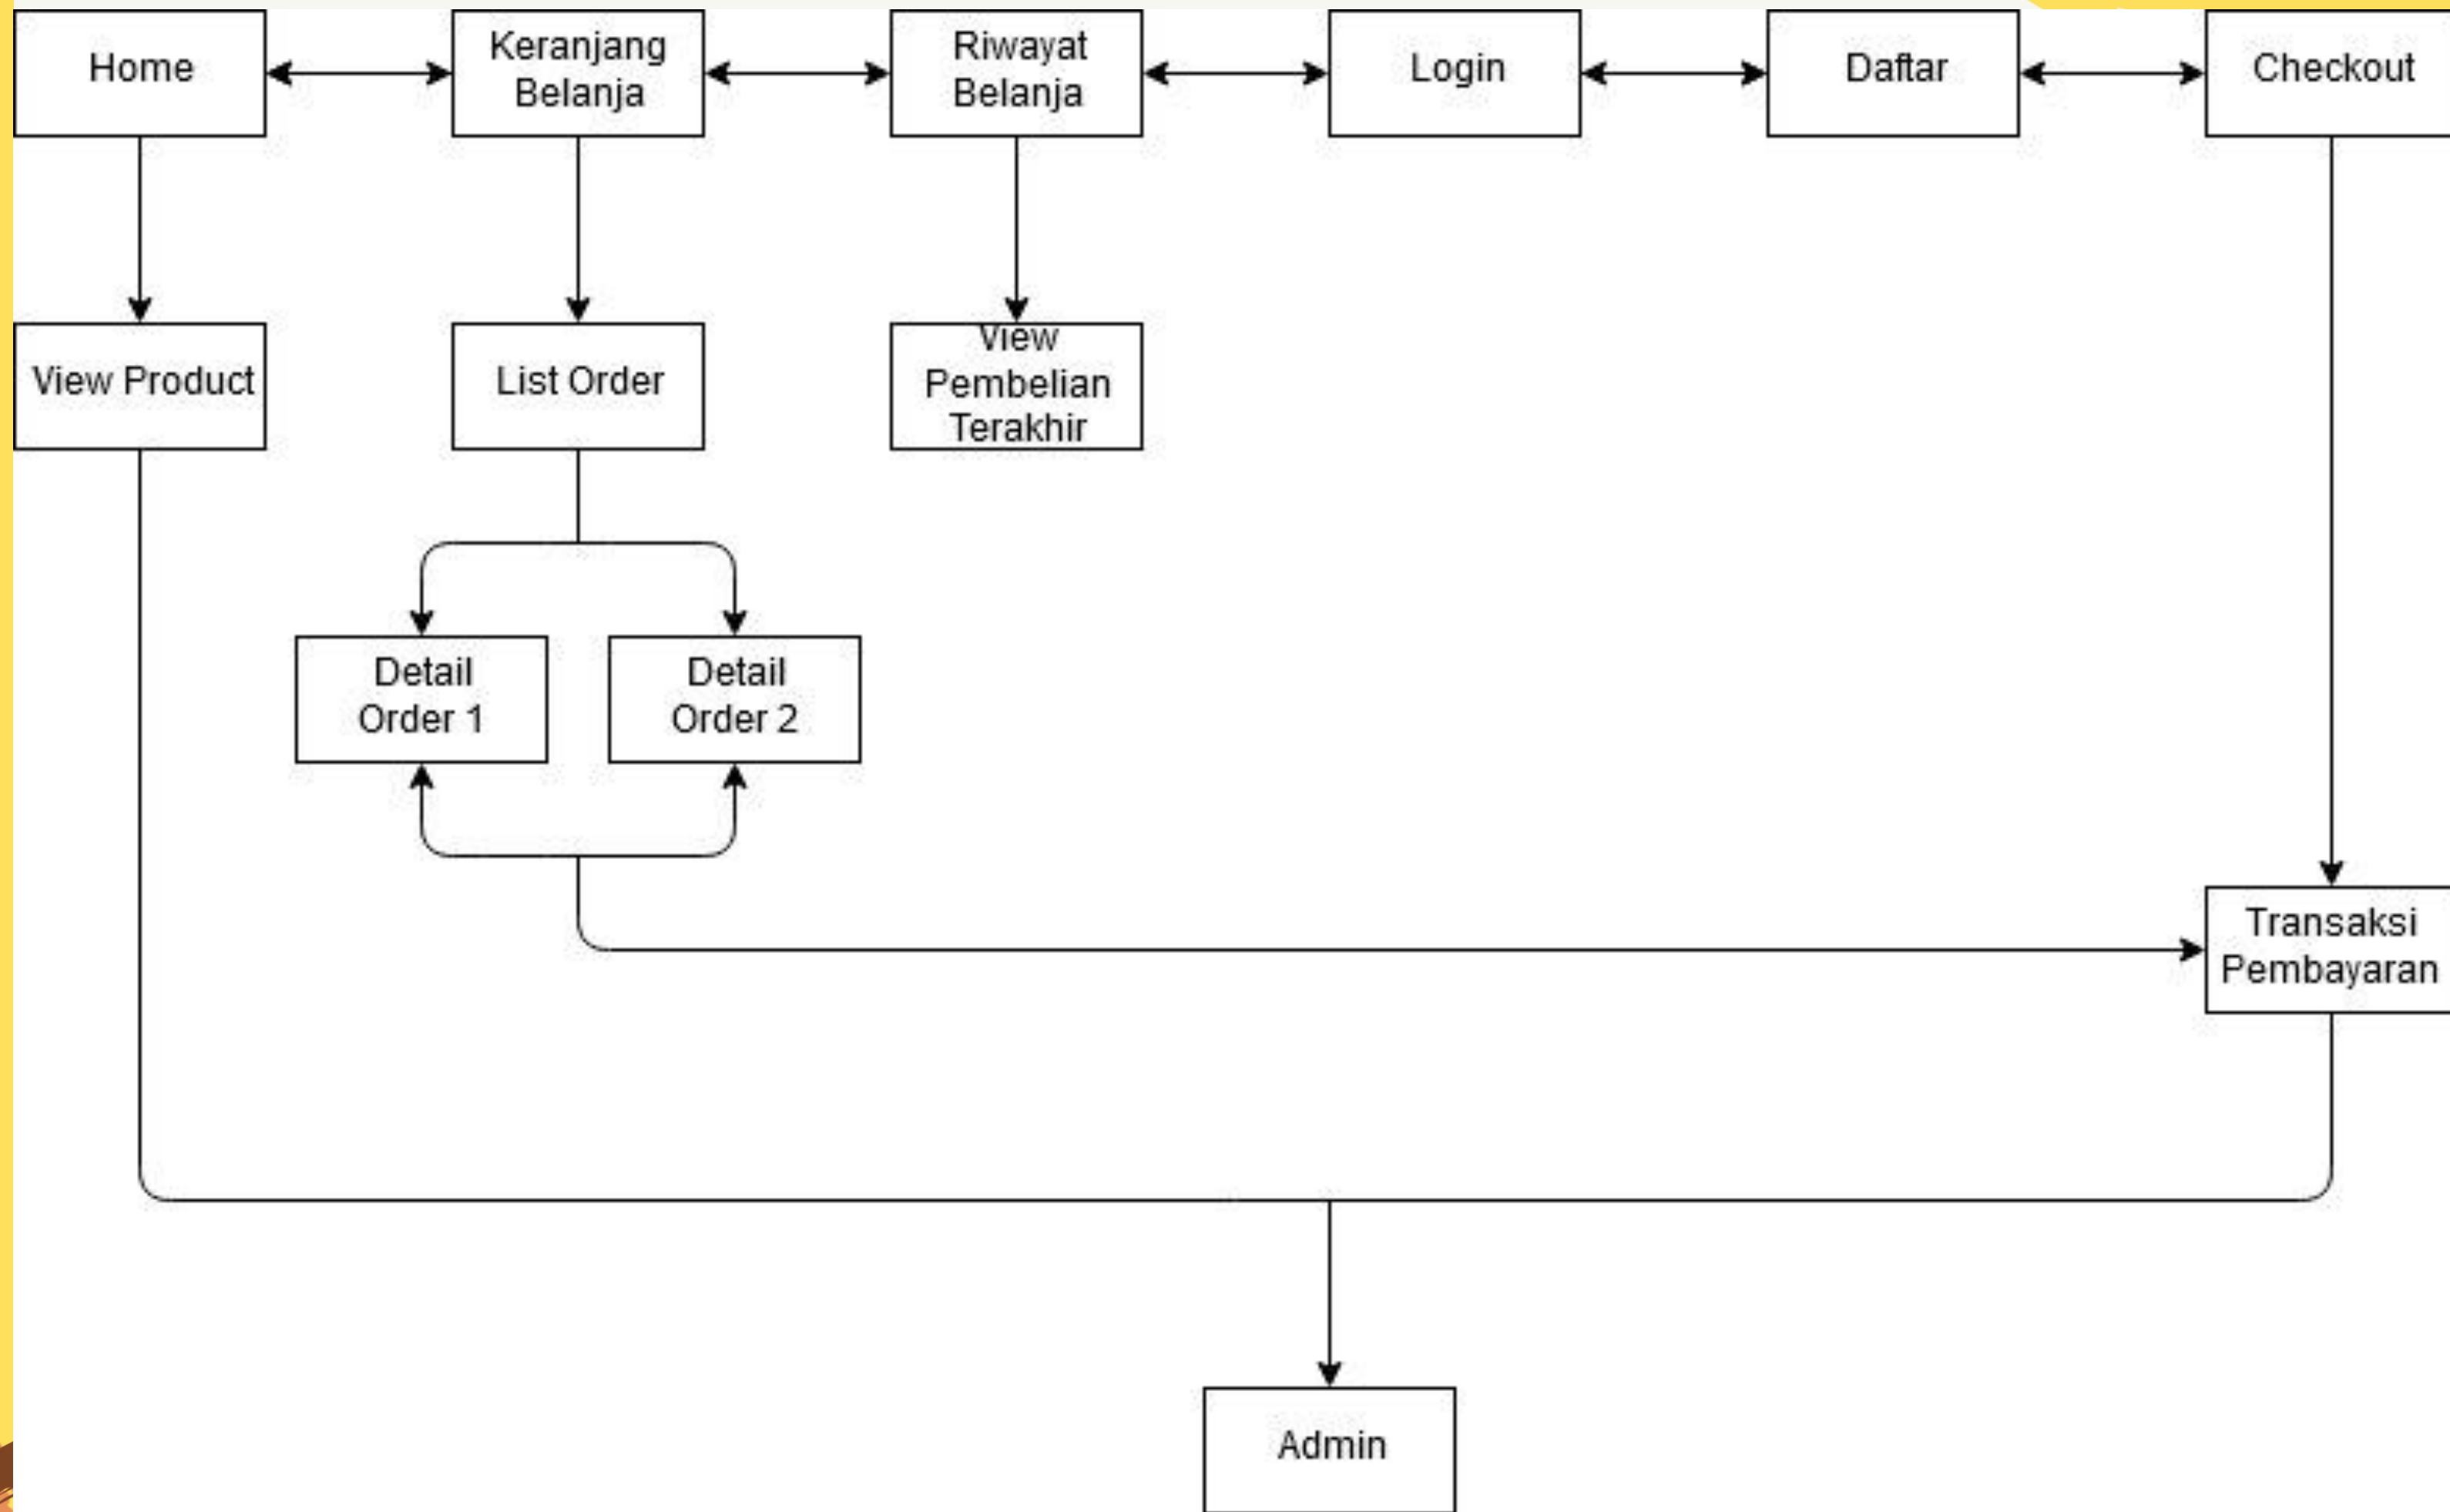 Home
Keranjang
Belanja
Riwayat
Belanja
Login
Daftar
Checkout
View Product
List Order
View
Pembelian
Terakhir
Detail
Order 1
Detail
Order 2
Transaksi
Pembayaran
Admin